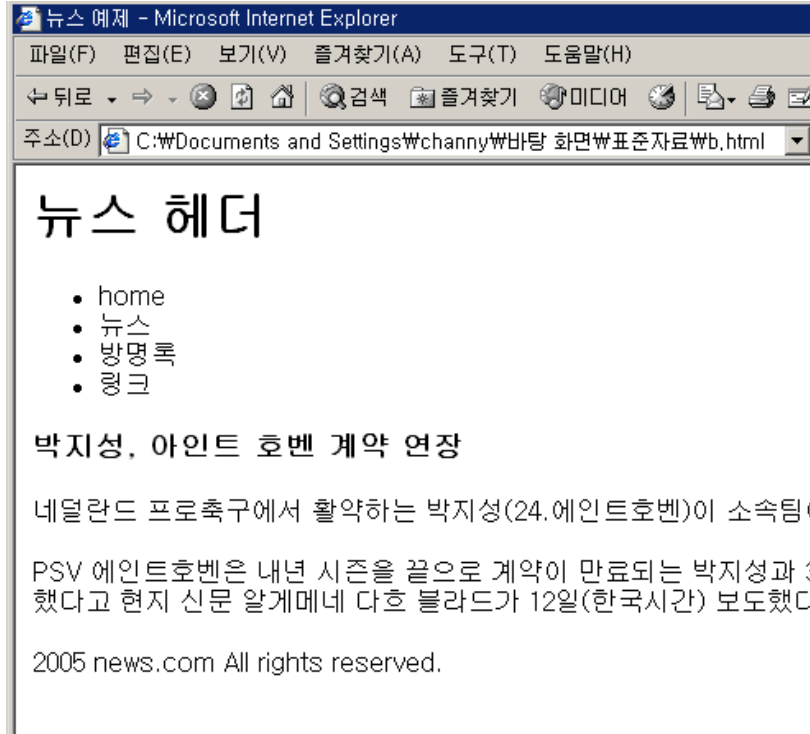 뉴스 예제 - Microsoft Internet Explorer
파일(F) 편집(E) 보기(V) 즐겨찾기(A) 도구(T) 도움말(H)
뒤로 검색 즐겨찾기 미디어
주소(D) C:₩Documents and Settings₩channy₩바탕 화면₩표준자료₩b.html
뉴스 헤더
• home
• 뉴스
• 방명록
• 링크
박지성, 아인트 호벤 계약 연장
네덜란드 프로축구에서 활약하는 박지성(24.에인트호벤)이 소속팀(
PSV 에인트호벤은 내년 시즌을 끝으로 계약이 만료되는 박지성과 3
했다고 현지 신문 알게메네 다흐 블라드가 12일(한국시간) 보도했다
2005 news.com All rights reserved.